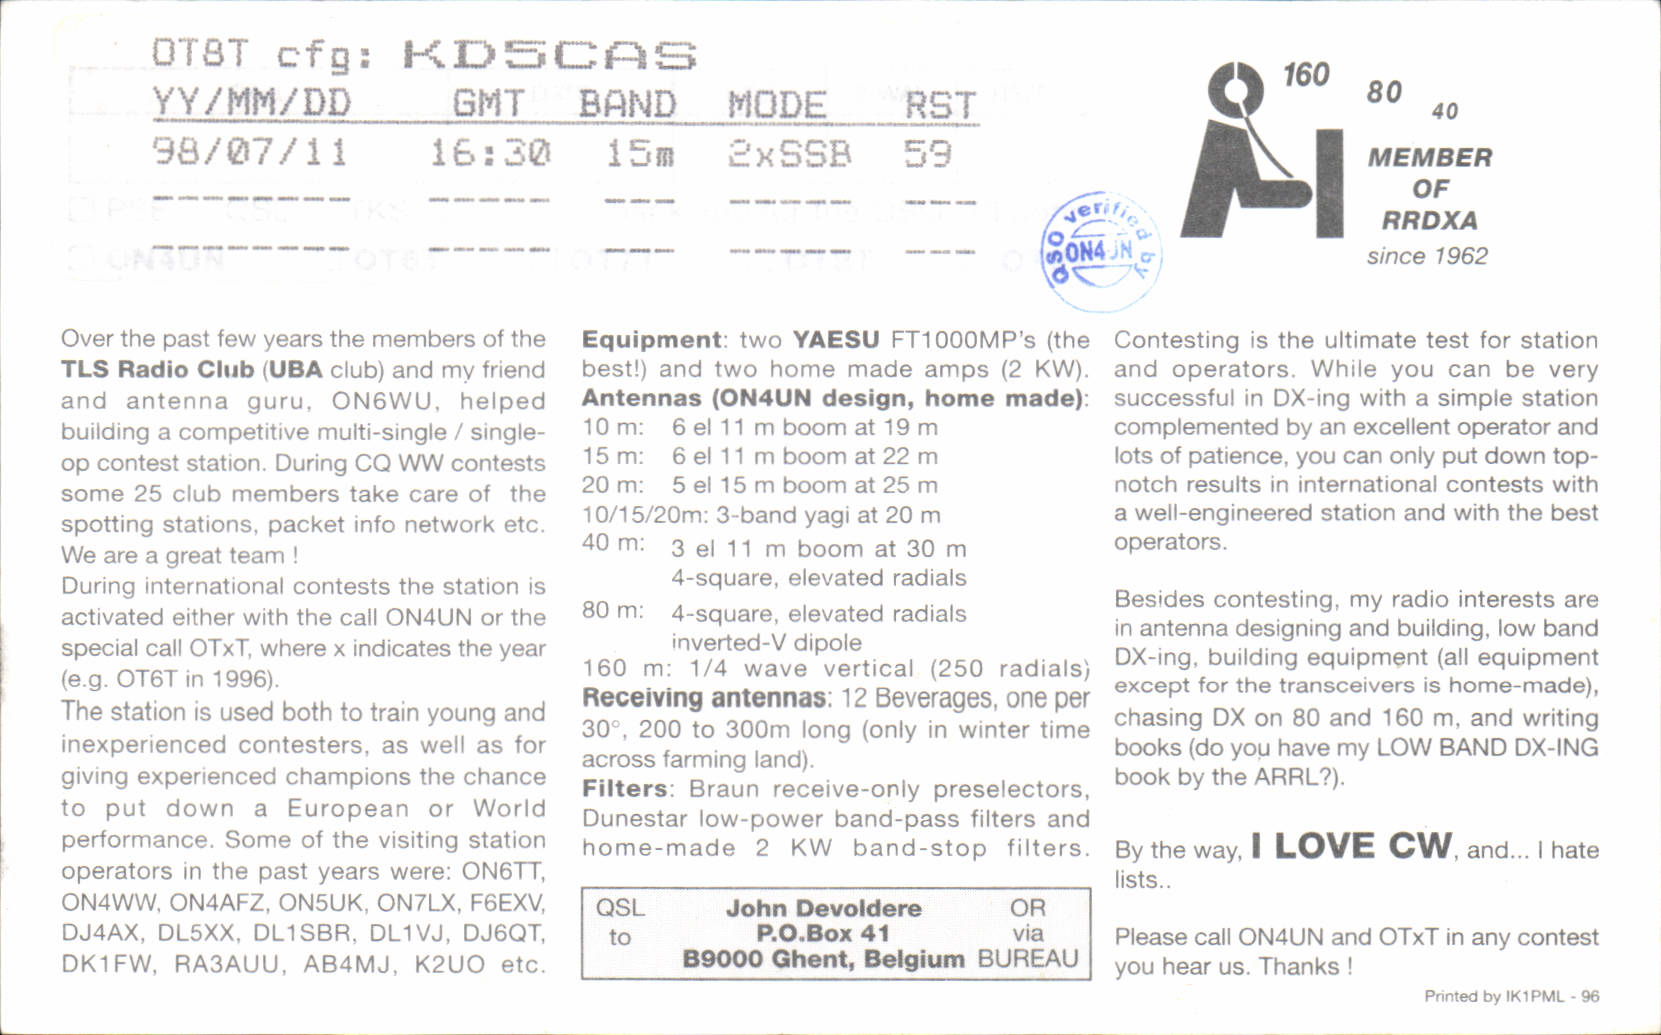 OT8T cfg: KD5CAS
YY/MM/DD GMT BAND MODE RST
98/07/11 16:30 15m 2xSSB 59
160 80 40
MEMBER
OF
RRDXA
since 1962
QSO verified by
ON4UN
Over the past few years the members of the
TLS Radio Club (UBA club) and my friend
and antenna guru, ON6WU, helped
building a competitive multi-single / single-
op contest station. During CQ WW contests
some 25 club members take care of the
spotting stations, packet info network etc.
We are a great team !
During international contests the station is
activated either with the call ON4UN or the
special call OTxT, where x indicates the year
(e.g. OT6T in 1996).
The station is used both to train young and
inexperienced contesters, as well as for
giving experienced champions the chance
to put down a European or World
performance. Some of the visiting station
operators in the past years were: ON6TT,
ON4WW, ON4AFZ, ON5UK, ON7LX, F6EXV,
DJ4AX, DL5XX, DL1SBR, DL1VJ, DJ6QT,
DK1FW, RA3AUU, AB4MJ, K2UO etc.
Equipment: two YAESU FT1000MP's (the
best!) and two home made amps (2 KW).
Antennas (ON4UN design, home made):
10 m: 6 el 11 m boom at 19 m
15 m: 6 el 11 m boom at 22 m
20 m: 5 el 15 m boom at 25 m
10/15/20m: 3-band yagi at 20 m
40 m: 3 el 11 m boom at 30 m
4-square, elevated radials
80 m: 4-square, elevated radials
inverted-V dipole
160 m: 1/4 wave vertical (250 radials)
Receiving antennas: 12 Beverages, one per
30°, 200 to 300m long (only in winter time
across farming land).
Filters: Braun receive-only preselectors,
Dunestar low-power band-pass filters and
home-made 2 KW band-stop filters.
QSL John Devoldere OR
to P.O.Box 41 via
B9000 Ghent, Belgium BUREAU
Contesting is the ultimate test for station
and operators. While you can be very
successful in DX-ing with a simple station
complemented by an excellent operator and
lots of patience, you can only put down top-
notch results in international contests with
a well-engineered station and with the best
operators.
Besides contesting, my radio interests are
in antenna designing and building, low band
DX-ing, building equipment (all equipment
except for the transceivers is home-made),
chasing DX on 80 and 160 m, and writing
books (do you have my LOW BAND DX-ING
book by the ARRL?).
By the way, I LOVE CW, and... I hate
lists..
Please call ON4UN and OTxT in any contest
you hear us. Thanks !
Printed by IK1PML - 96